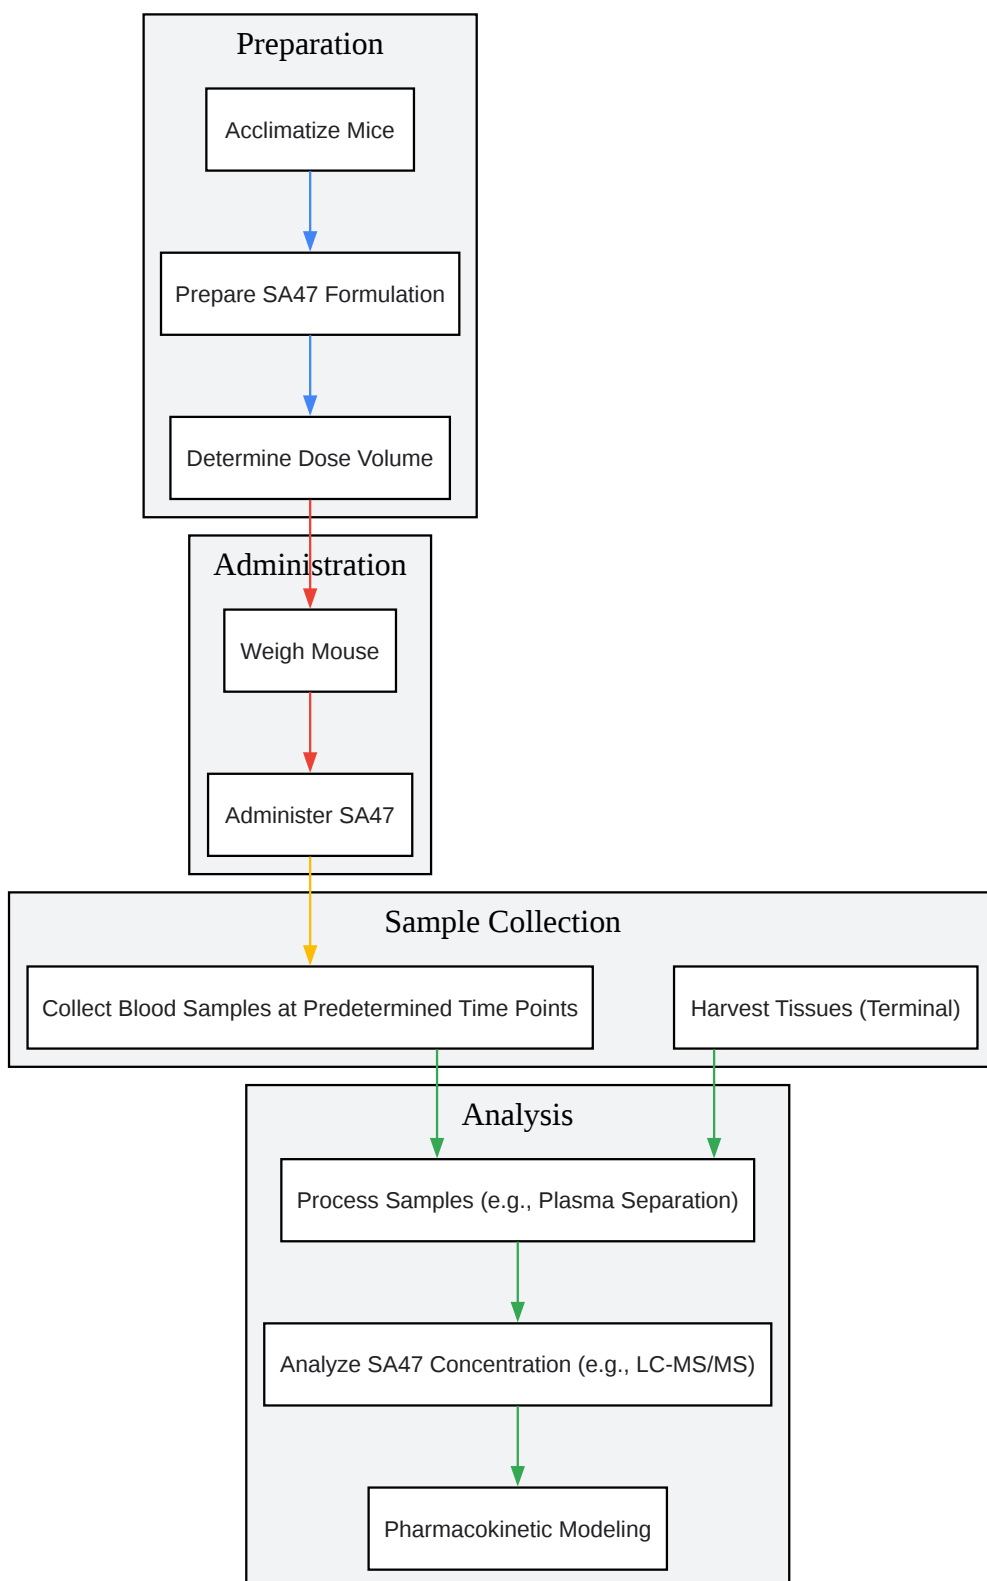 Preparation
Acclimatize Mice
Prepare SA47 Formulation
Determine Dose Volume
Administration
Weigh Mouse
Administer SA47
Sample Collection
Collect Blood Samples at Predetermined Time Points
Harvest Tissues (Terminal)
Analysis
Process Samples (e.g., Plasma Separation)
Analyze SA47 Concentration (e.g., LC-MS/MS)
Pharmacokinetic Modeling